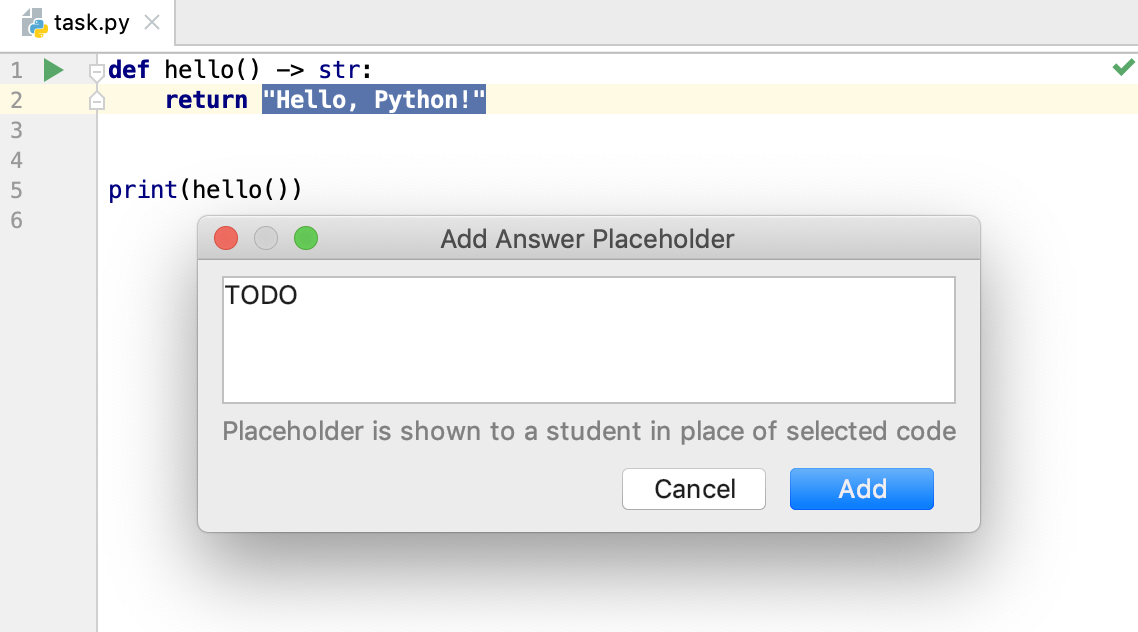 task.py
1 def hello() -> str:
2 return "Hello, Python!"
3
4
5 print(hello())
6
Add Answer Placeholder
TODO
Placeholder is shown to a student in place of selected code
Cancel Add